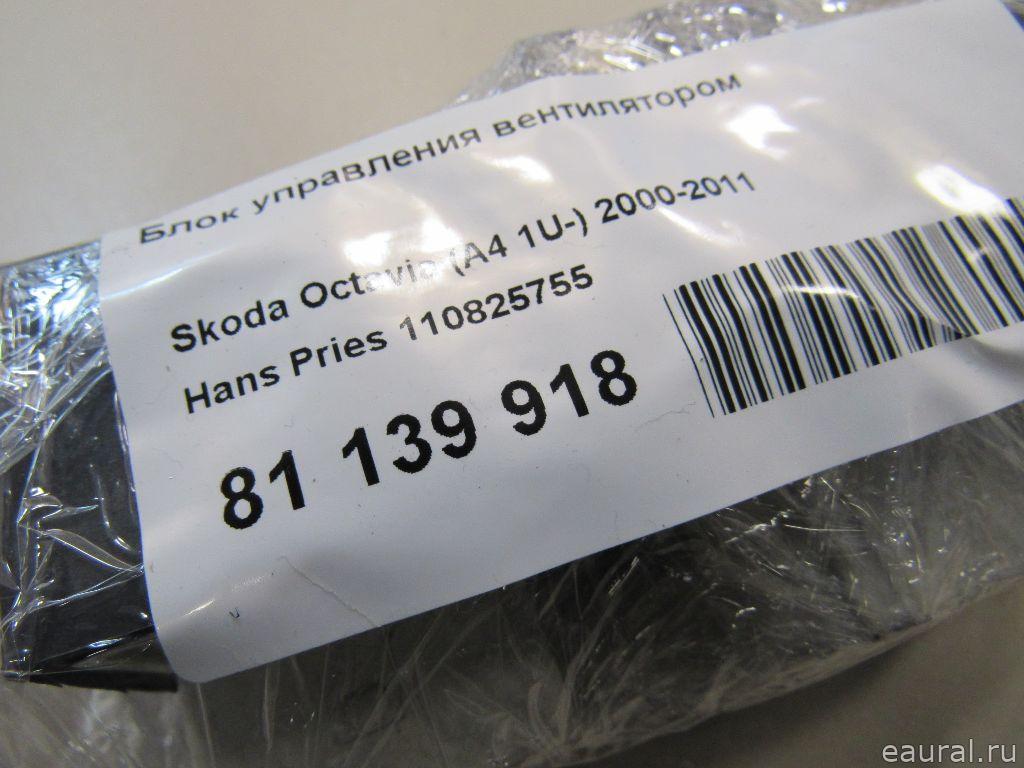 Блок управления вентилятором
Skoda Octavia (A4 1U-) 2000-2011
Hans Pries 110825755
81 139 918
eaural.ru